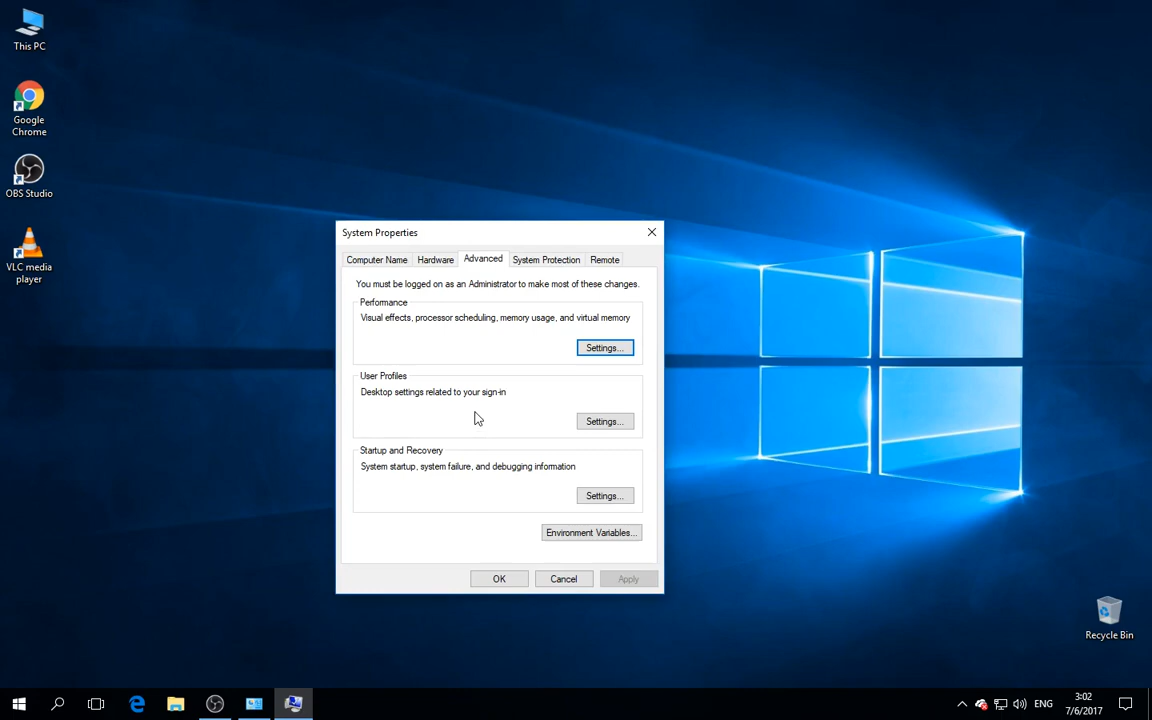 This PC
Google
Chrome
OBS Studio
VLC media
player
System Properties
Computer Name
Hardware
Advanced
System Protection
Remote
You must be logged on as an Administrator to make most of these changes.
Performance
Visual effects, processor scheduling, memory usage, and virtual memory
Settings...
User Profiles
Desktop settings related to your sign-in
Settings...
Startup and Recovery
System startup, system failure, and debugging information
Settings...
Environment Variables...
OK
Cancel
Apply
Recycle Bin
ENG
3:02
7/6/2017